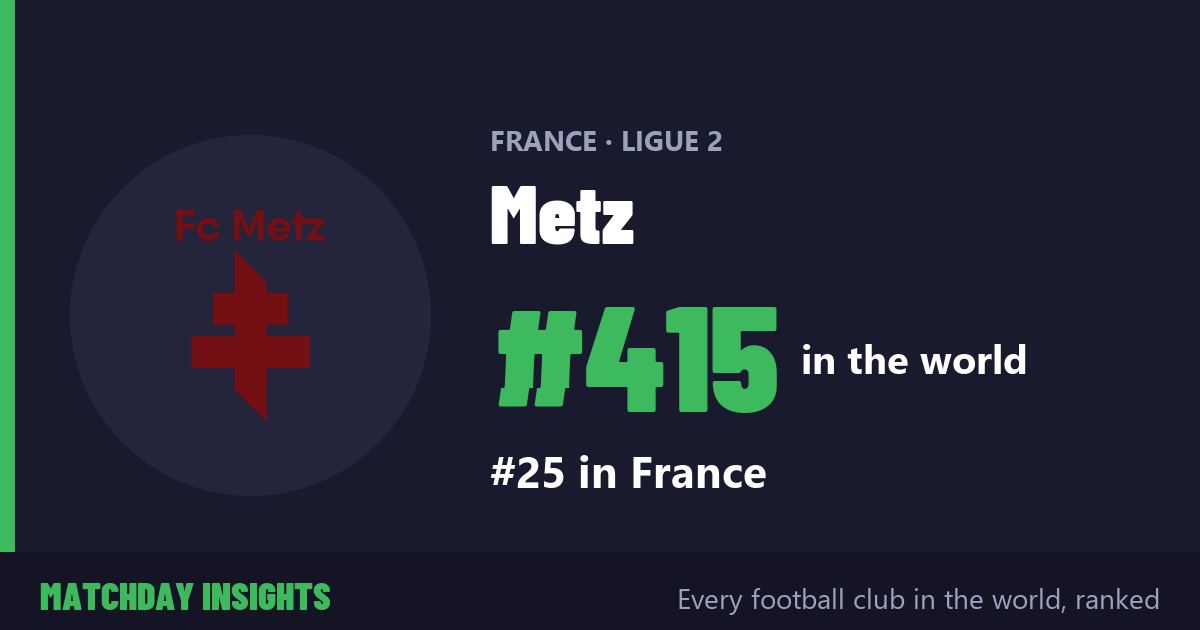 FRANCE · LIGUE 2
Fc Metz
Metz
#415 in the world
#25 in France
MATCHDAY INSIGHTS
Every football club in the world, ranked